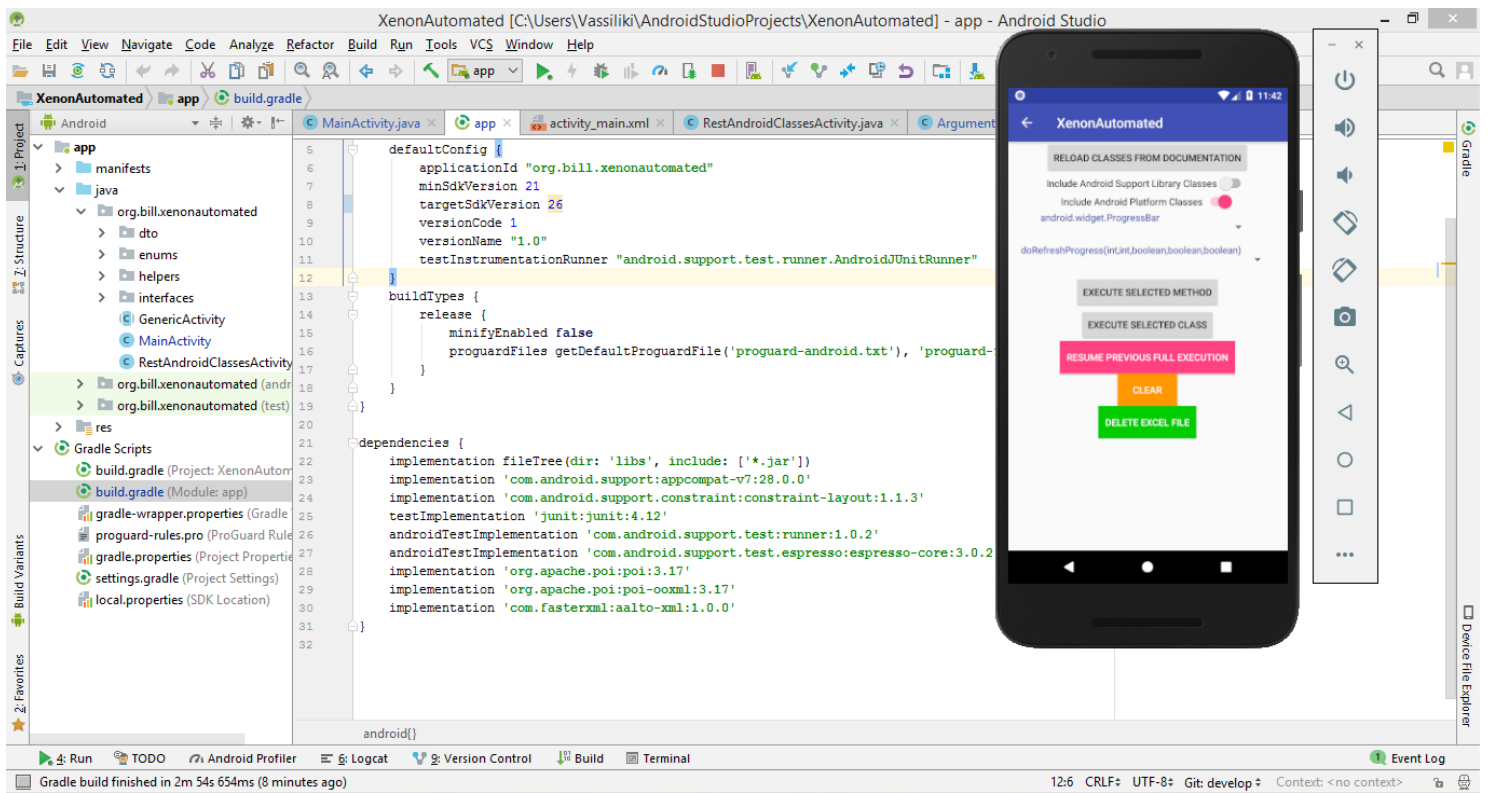 XenonAutomated [C:\Users\Vassiliki\AndroidStudioProjects\XenonAutomated] - app - Android Studio
File Edit View Navigate Code Analyze Refactor Build Run Tools VCS Window Help
app
XenonAutomated app build.gradle
Android
MainActivity.java app activity_main.xml RestAndroidClassesActivity.java Argument
1: Project
7: Structure
Captures
Build Variants
2: Favorites
app
manifests
java
org.bill.xenonautomated
dto
enums
helpers
interfaces
GenericActivity
MainActivity
RestAndroidClassesActivity
org.bill.xenonautomated (andr
org.bill.xenonautomated (test)
res
Gradle Scripts
build.gradle (Project: XenonAutom
build.gradle (Module: app)
gradle-wrapper.properties (Gradle
proguard-rules.pro (ProGuard Rule
gradle.properties (Project Propertie
settings.gradle (Project Settings)
local.properties (SDK Location)
5 defaultConfig {
6 applicationId "org.bill.xenonautomated"
7 minSdkVersion 21
8 targetSdkVersion 26
9 versionCode 1
10 versionName "1.0"
11 testInstrumentationRunner "android.support.test.runner.AndroidJUnitRunner"
12 }
13 buildTypes {
14 release {
15 minifyEnabled false
16 proguardFiles getDefaultProguardFile('proguard-android.txt'), 'proguard-
17 }
18 }
19 }
20
21 dependencies {
22 implementation fileTree(dir: 'libs', include: ['*.jar'])
23 implementation 'com.android.support:appcompat-v7:28.0.0'
24 implementation 'com.android.support.constraint:constraint-layout:1.1.3'
25 testImplementation 'junit:junit:4.12'
26 androidTestImplementation 'com.android.support.test:runner:1.0.2'
27 androidTestImplementation 'com.android.support.test.espresso:espresso-core:3.0.2
28 implementation 'org.apache.poi:poi:3.17'
29 implementation 'org.apache.poi:poi-ooxml:3.17'
30 implementation 'com.fasterxml:aalto-xml:1.0.0'
31 }
32
android{}
11:42
XenonAutomated
RELOAD CLASSES FROM DOCUMENTATION
Include Android Support Library Classes
Include Android Platform Classes
android.widget.ProgressBar
doRefreshProgress(int,int,boolean,boolean,boolean)
EXECUTE SELECTED METHOD
EXECUTE SELECTED CLASS
RESUME PREVIOUS FULL EXECUTION
CLEAR
DELETE EXCEL FILE
Gradle
Device File Explorer
4: Run TODO Android Profiler 6: Logcat 9: Version Control Build Terminal 1 Event Log
Gradle build finished in 2m 54s 654ms (8 minutes ago) 12:6 CRLF UTF-8 Git: develop Context: <no context>